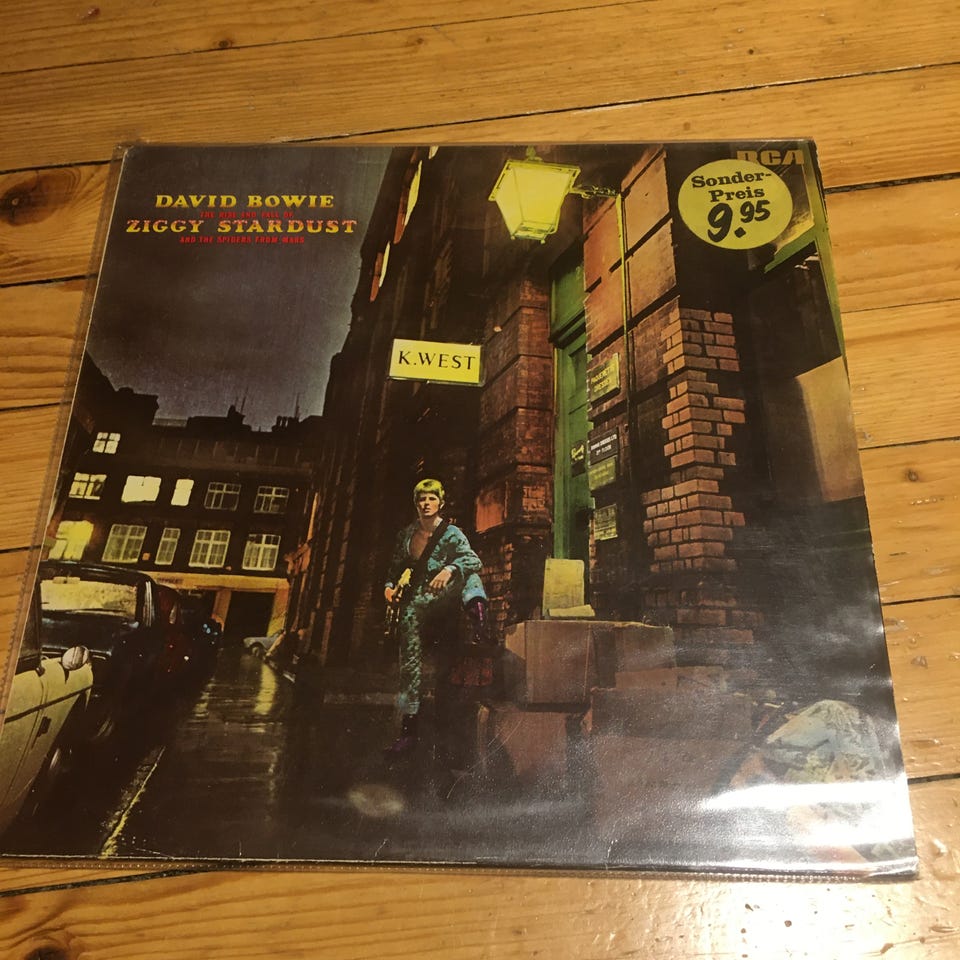 DAVID BOWIE
THE RISE AND FALL OF
ZIGGY STARDUST
AND THE SPIDERS FROM MARS
RCA
Sonder-
Preis
9.95
K.WEST